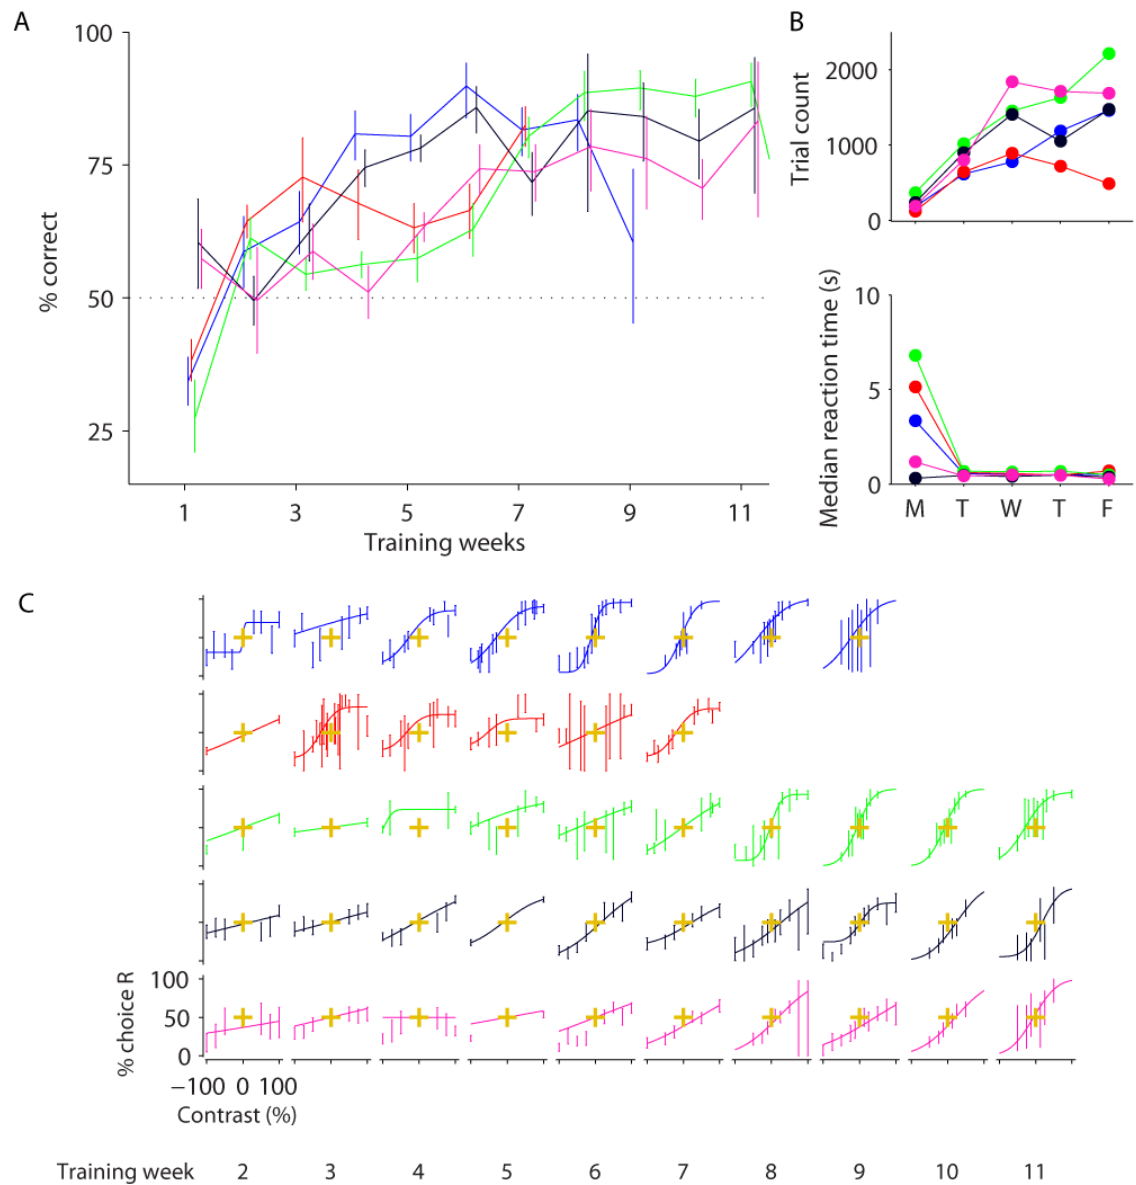 A
100
75
50
25
% correct
1 3 5 7 9 11
Training weeks
B
2000
1000
0
Trial count
10
5
0
Median reaction time (s)
M T W T F
C
100
50
0
% choice R
−100 0 100
Contrast (%)
Training week 2 3 4 5 6 7 8 9 10 11